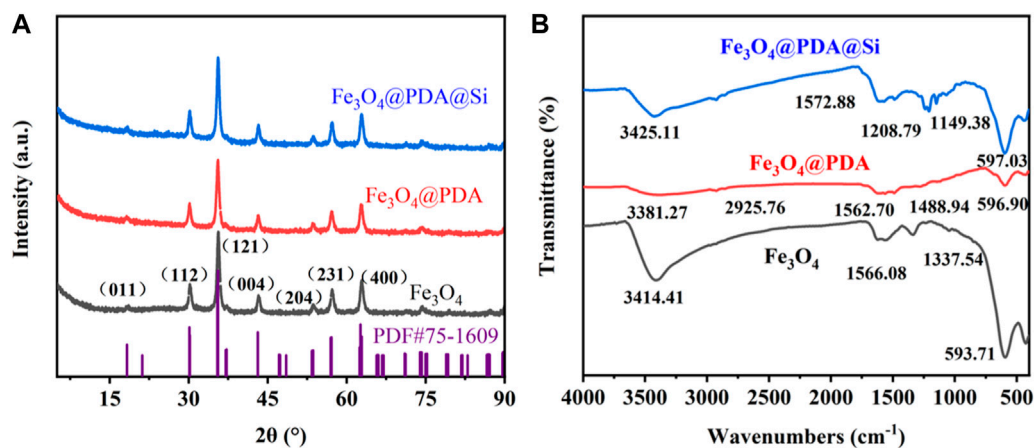 A
Intensity (a.u.)
Fe₃O₄@PDA@Si
Fe₃O₄@PDA
(121)
(112)
(231)
(011)
(004)
(400)
(204)
Fe₃O₄
PDF#75-1609
15
30
45
60
75
90
2θ (°)
B
Transmittance (%)
Fe₃O₄@PDA@Si
1572.88
3425.11
1208.79
1149.38
597.03
Fe₃O₄@PDA
3381.27
2925.76
1562.70
1488.94
596.90
Fe₃O₄
1566.08
1337.54
3414.41
593.71
4000
3500
3000
2500
2000
1500
1000
500
Wavenumbers (cm⁻¹)